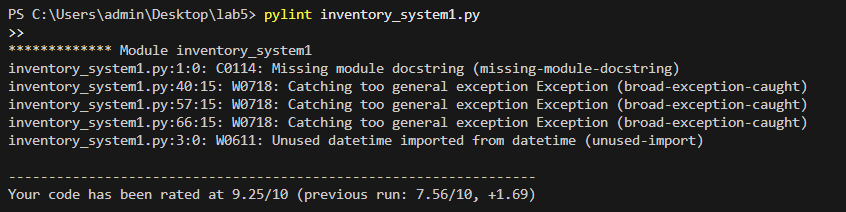 PS C:\Users\admin\Desktop\lab5> pylint inventory_system1.py
>>
************* Module inventory_system1
inventory_system1.py:1:0: C0114: Missing module docstring (missing-module-docstring)
inventory_system1.py:40:15: W0718: Catching too general exception Exception (broad-exception-caught)
inventory_system1.py:57:15: W0718: Catching too general exception Exception (broad-exception-caught)
inventory_system1.py:66:15: W0718: Catching too general exception Exception (broad-exception-caught)
inventory_system1.py:3:0: W0611: Unused datetime imported from datetime (unused-import)

------------------------------------------------------------------
Your code has been rated at 9.25/10 (previous run: 7.56/10, +1.69)